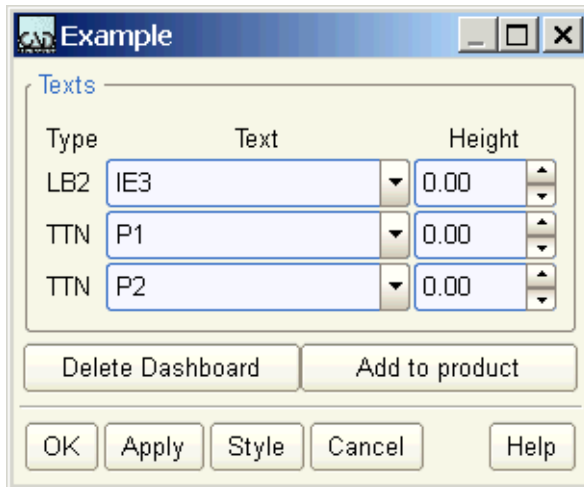 CAD Example
Texts
Type Text Height
LB2 IE3 0.00
TTN P1 0.00
TTN P2 0.00
Delete Dashboard Add to product
OK Apply Style Cancel Help